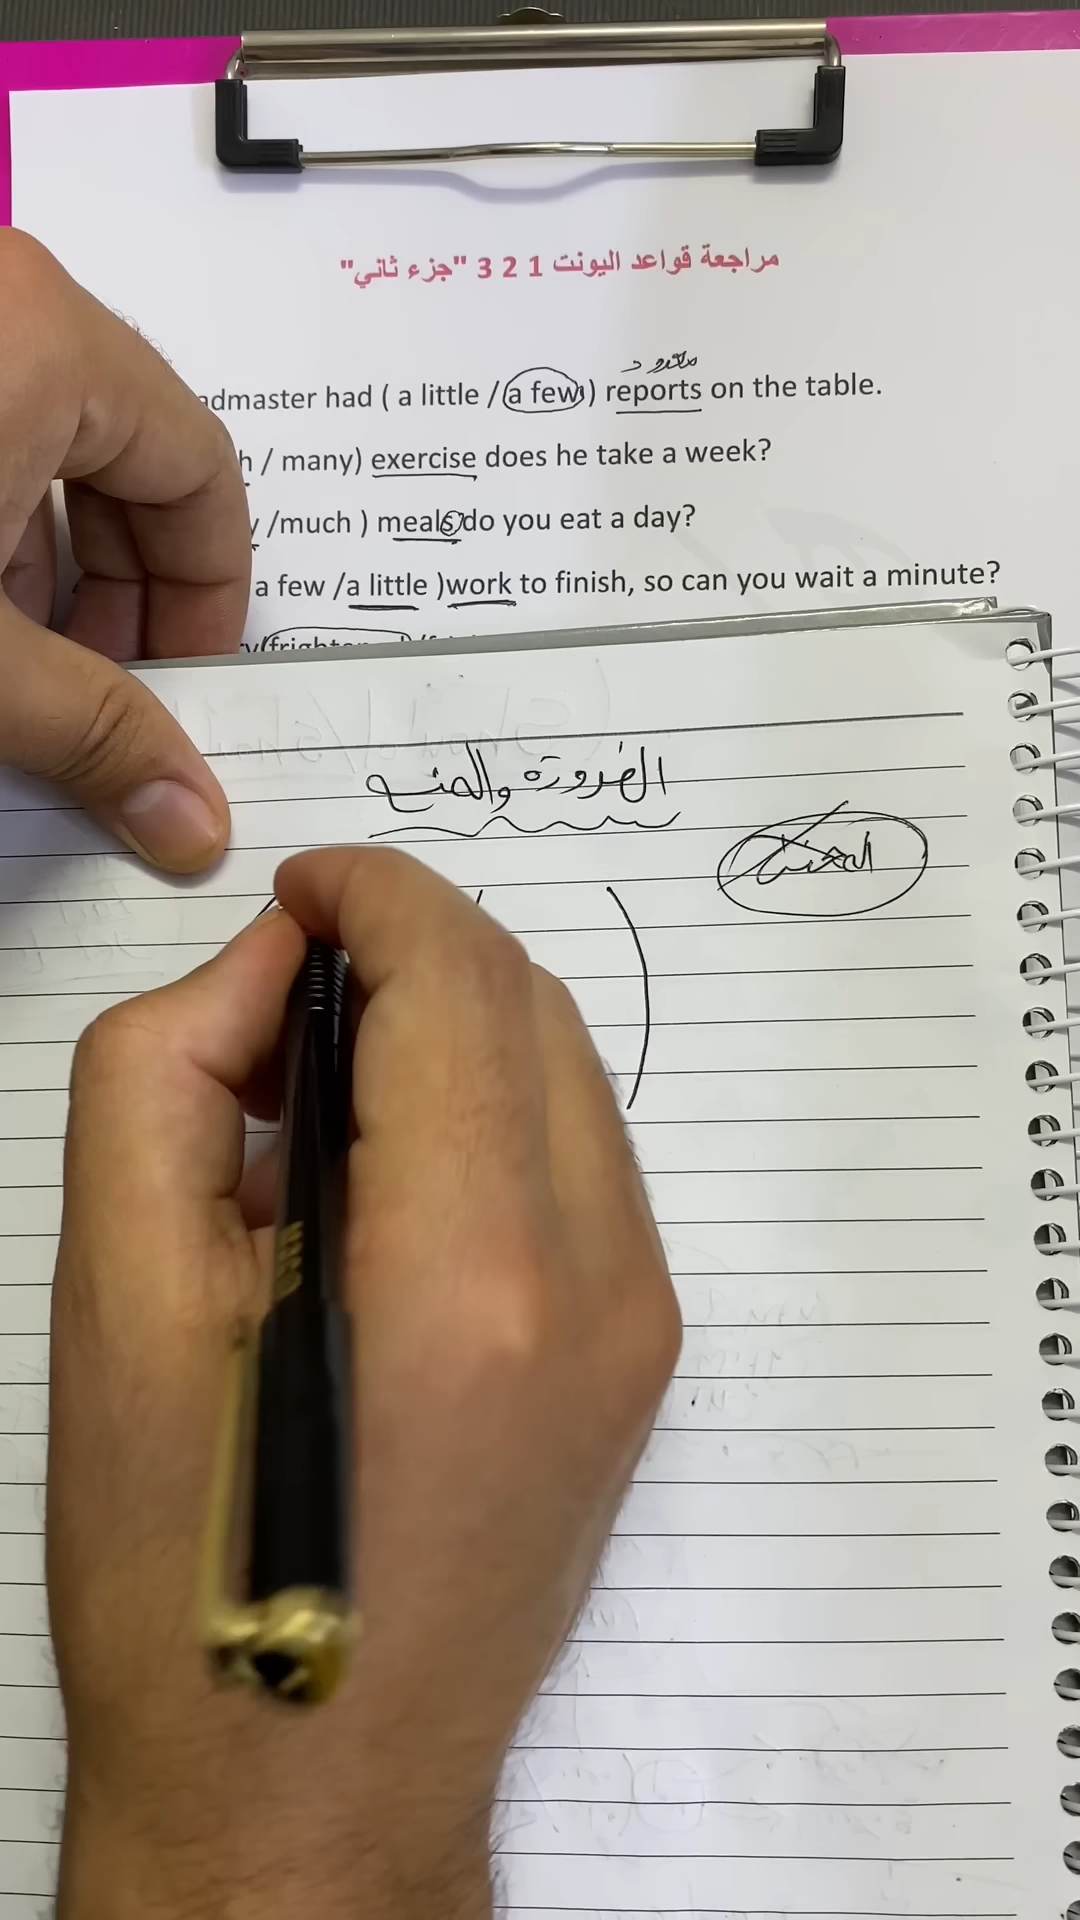 مراجعة قواعد اليونت 1 2 3 "جزء ثاني"
معدود
admaster had ( a little / a few ) reports on the table.
h / many) exercise does he take a week?
y /much ) meals do you eat a day?
a few /a little )work to finish, so can you wait a minute?
الضرورة والمنع